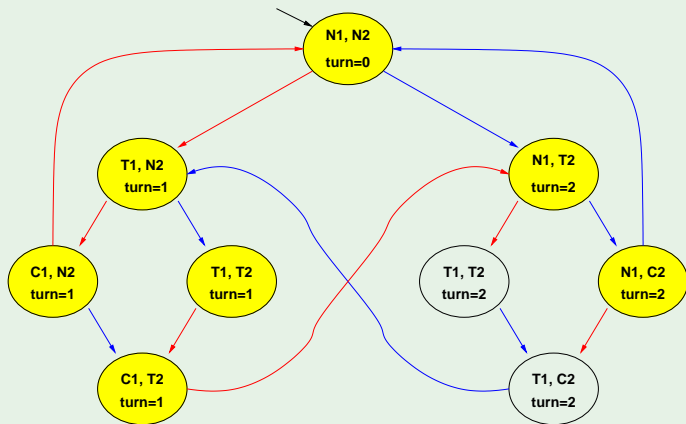 N1, N2
turn=0
T1, N2
turn=1
N1, T2
turn=2
C1, N2
turn=1
T1, T2
turn=1
T1, T2
turn=2
N1, C2
turn=2
C1, T2
turn=1
T1, C2
turn=2